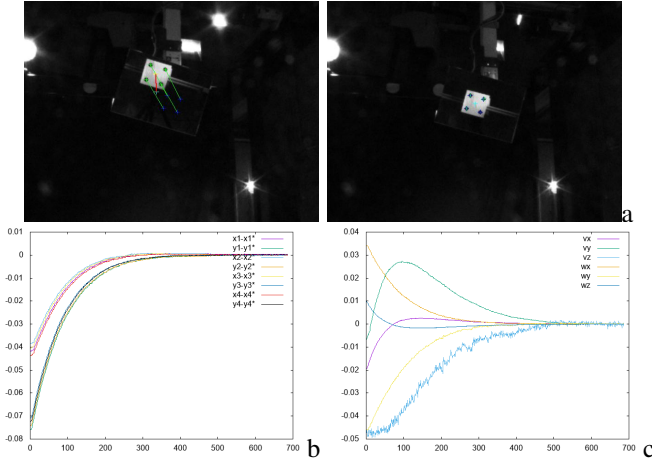 a
0.01
0
-0.01
-0.02
-0.03
-0.04
-0.05
-0.06
-0.07
-0.08
0 100 200 300 400 500 600 700
x1-x1*
y1-y1*
x2-x2*
y2-y2*
x3-x3*
y3-y3*
x4-x4*
y4-y4*
b
0.04
0.03
0.02
0.01
0
-0.01
-0.02
-0.03
-0.04
-0.05
0 100 200 300 400 500 600 700
vx
vy
vz
wx
wy
wz
c